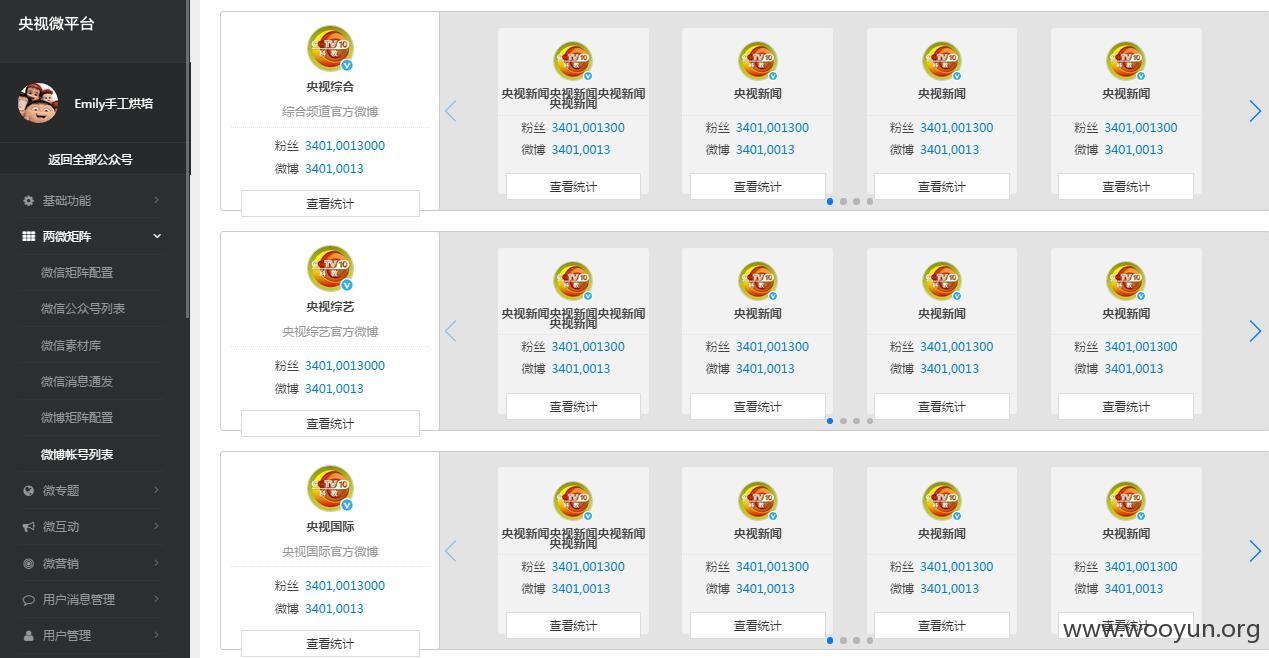 央视微平台
Emily手工烘培
返回全部公众号
基础功能
两微矩阵
微信矩阵配置
微信公众号列表
微信素材库
微信消息通发
微博矩阵配置
微博帐号列表
微专题
微互动
微营销
用户消息管理
用户管理
央视综合
综合频道官方微博
粉丝 3401,0013000
微博 3401,0013
查看统计
央视新闻央视新闻央视新闻
央视新闻
粉丝 3401,001300
微博 3401,0013
查看统计
央视新闻
粉丝 3401,001300
微博 3401,0013
查看统计
央视新闻
粉丝 3401,001300
微博 3401,0013
查看统计
央视新闻
粉丝 3401,001300
微博 3401,0013
查看统计
央视综艺
央视综艺官方微博
粉丝 3401,0013000
微博 3401,0013
查看统计
央视新闻央视新闻央视新闻
央视新闻
粉丝 3401,001300
微博 3401,0013
查看统计
央视新闻
粉丝 3401,001300
微博 3401,0013
查看统计
央视新闻
粉丝 3401,001300
微博 3401,0013
查看统计
央视新闻
粉丝 3401,001300
微博 3401,0013
查看统计
央视国际
央视国际官方微博
粉丝 3401,0013000
微博 3401,0013
查看统计
央视新闻央视新闻央视新闻
央视新闻
粉丝 3401,001300
微博 3401,0013
查看统计
央视新闻
粉丝 3401,001300
微博 3401,0013
查看统计
央视新闻
粉丝 3401,001300
微博 3401,0013
查看统计
央视新闻
粉丝 3401,001300
微博 3401,0013
查看统计
www.wooyun.org